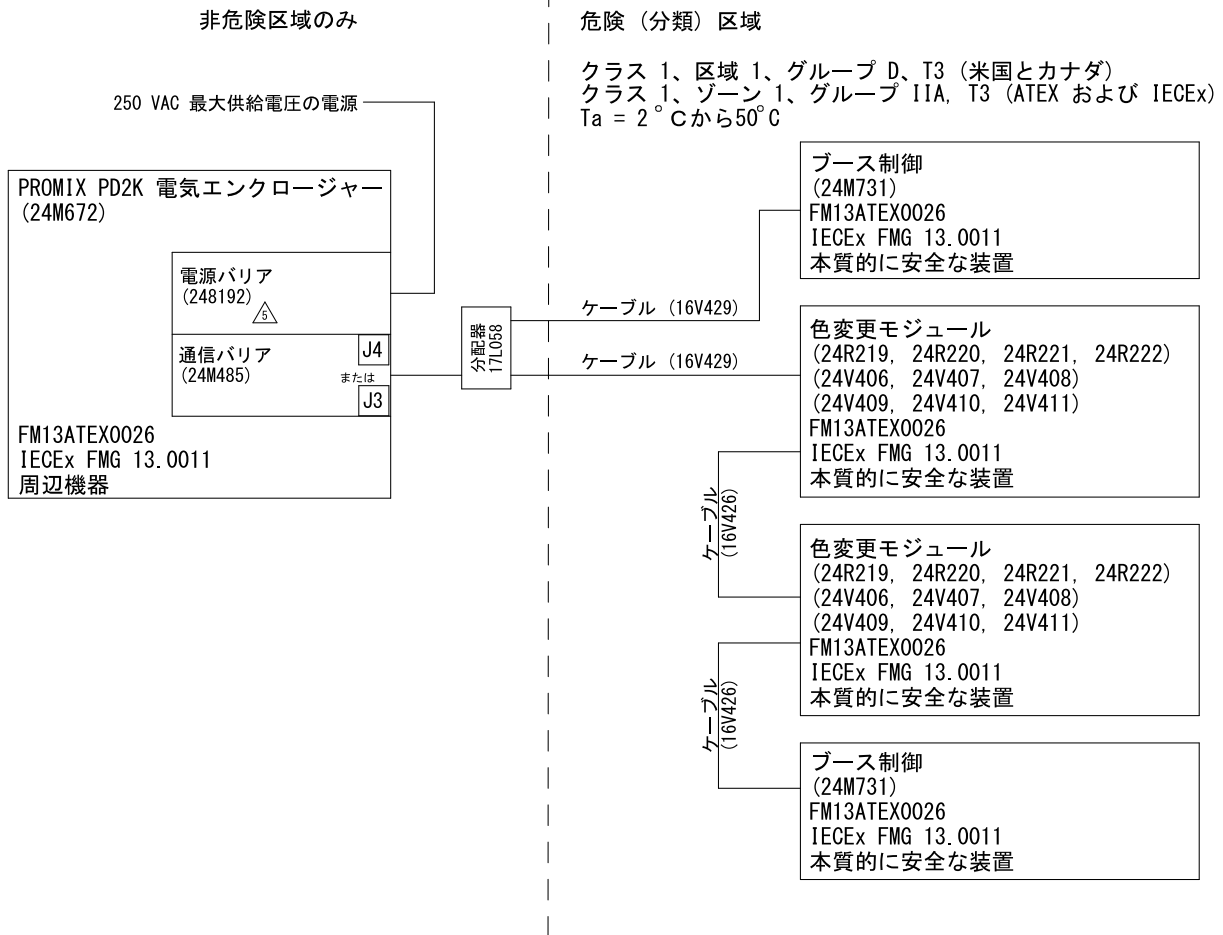 非危険区域のみ
危険（分類）区域
クラス 1、区域 1、グループ D、T3（米国とカナダ）
クラス 1、ゾーン 1、グループ IIA, T3（ATEX および IECEx）
Ta = 2°Cから50°C
250 VAC 最大供給電圧の電源
PROMIX PD2K 電気エンクロージャー
(24M672)
電源バリア
(248192)
5
通信バリア
(24M485)
J4
または
J3
FM13ATEX0026
IECEx FMG 13.0011
周辺機器
分配器
17L058
ケーブル (16V429)
ケーブル (16V429)
ブース制御
(24M731)
FM13ATEX0026
IECEx FMG 13.0011
本質的に安全な装置
色変更モジュール
(24R219, 24R220, 24R221, 24R222)
(24V406, 24V407, 24V408)
(24V409, 24V410, 24V411)
FM13ATEX0026
IECEx FMG 13.0011
本質的に安全な装置
ケーブル
(16V426)
色変更モジュール
(24R219, 24R220, 24R221, 24R222)
(24V406, 24V407, 24V408)
(24V409, 24V410, 24V411)
FM13ATEX0026
IECEx FMG 13.0011
本質的に安全な装置
ケーブル
(16V426)
ブース制御
(24M731)
FM13ATEX0026
IECEx FMG 13.0011
本質的に安全な装置